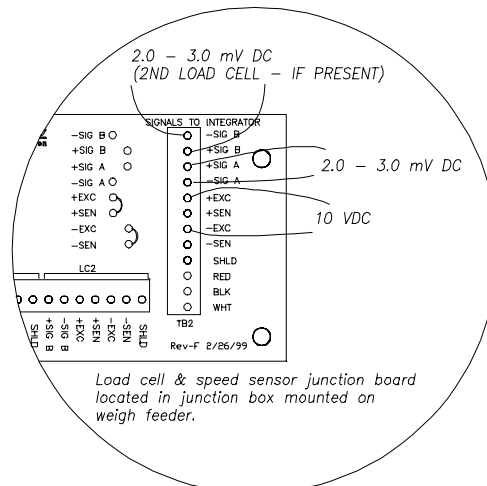 2.0 – 3.0 mV DC
(2ND LOAD CELL – IF PRESENT)
SIGNALS TO INTEGRATOR
-SIG B
+SIG B
+SIG A
-SIG A
+EXC
+SEN
-EXC
-SEN
-SIG B
+SIG B
+SIG A
-SIG A
+EXC
+SEN
-EXC
-SEN
SHLD
RED
BLK
WHT
2.0 – 3.0 mV DC
10 VDC
LC2
TB2
SHLD
+SIG B
-SIG B
+EXC
+SEN
-EXC
-SEN
SHLD
Rev-F 2/26/99
Load cell & speed sensor junction board
located in junction box mounted on
weigh feeder.